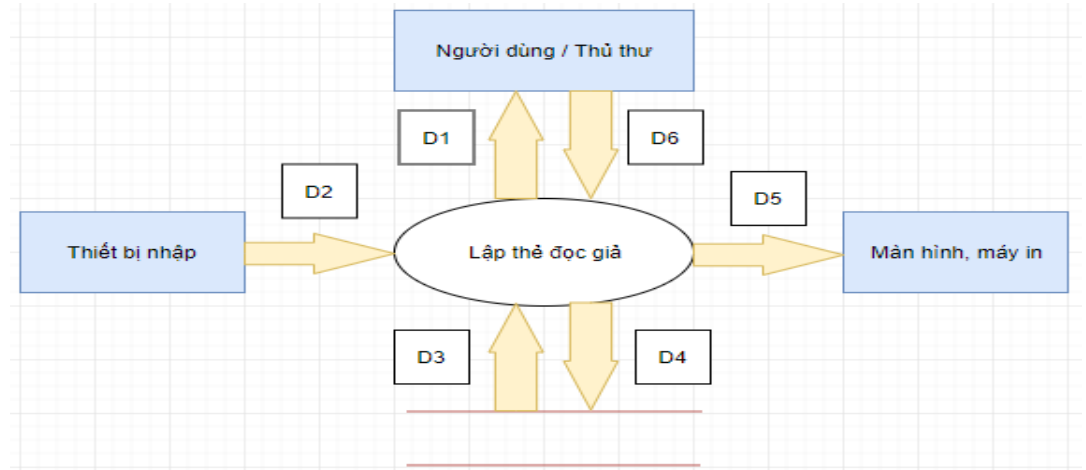 Người dùng / Thủ thư
D1
D6
D2
D5
Thiết bị nhập
Lập thẻ đọc giả
Màn hình, máy in
D3
D4